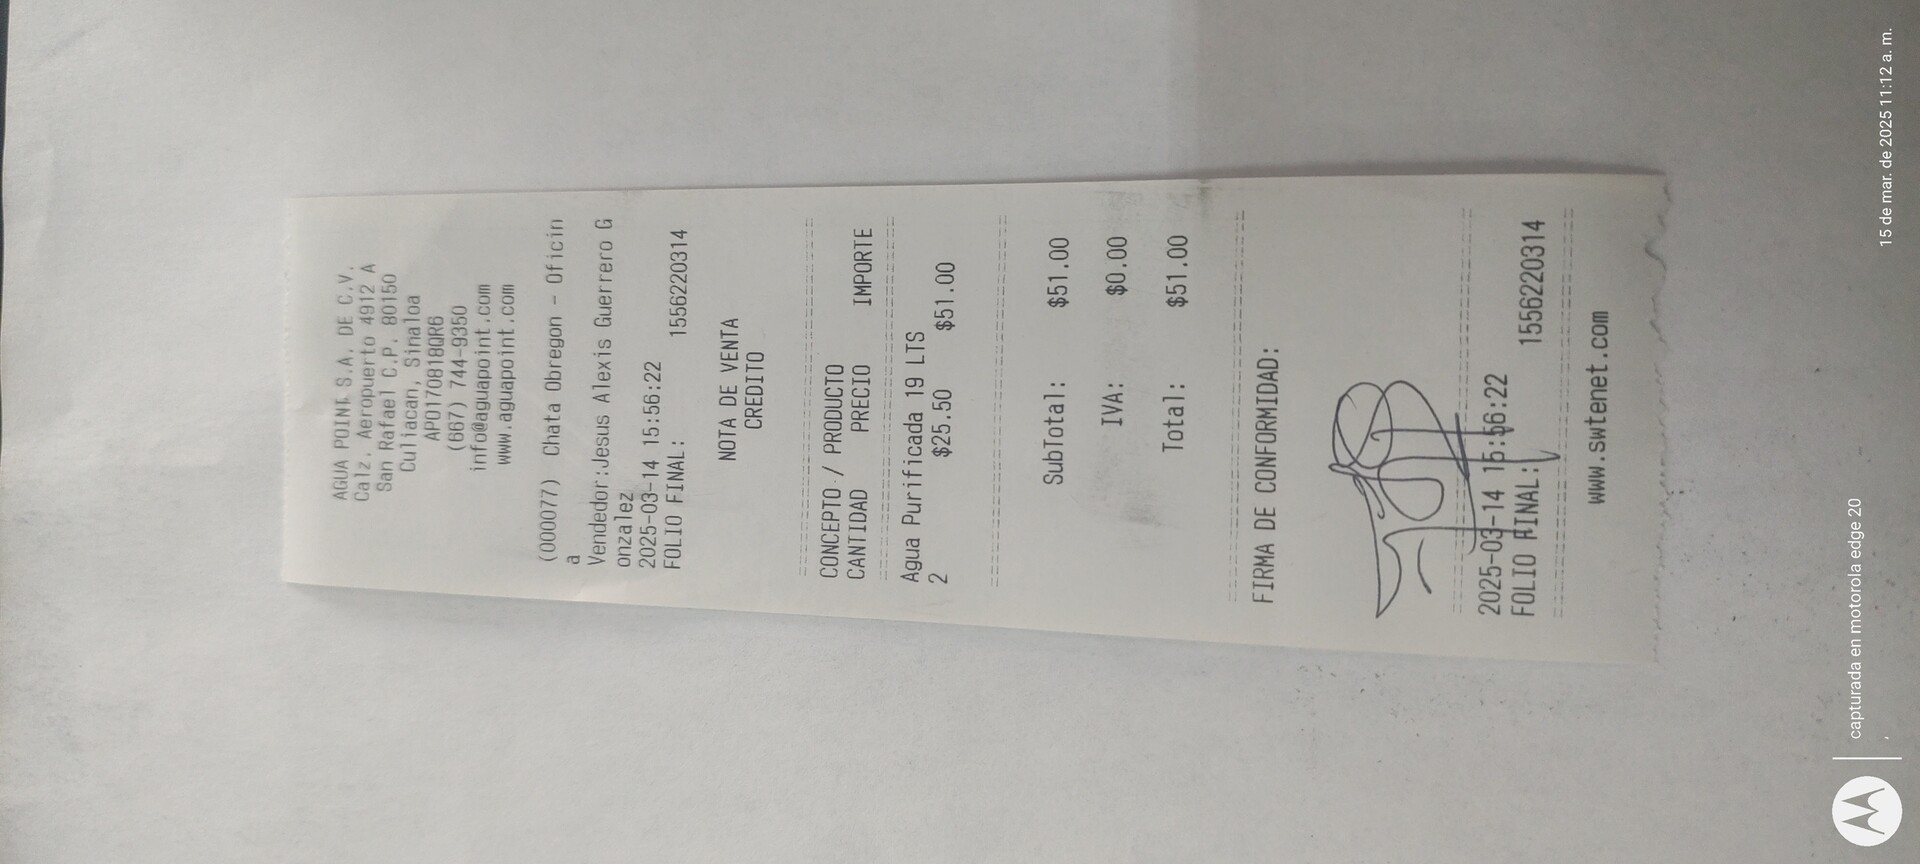 AGUA POINT S.A. DE C.V.
Calz. Aeropuerto 4912 A
San Rafael C.P. 80150
Culiacan, Sinaloa
APO170818QR6
(667) 744-9350
info@aguapoint.com
www.aguapoint.com
(000077) Chata Obregon - Oficin
a
Vendedor:Jesus Alexis Guerrero G
onzalez
2025-03-14 15:56:22
FOLIO FINAL: 1556220314
NOTA DE VENTA
CREDITO
CONCEPTO / PRODUCTO
CANTIDAD PRECIO IMPORTE
Agua Purificada 19 LTS
2 $25.50 $51.00
SubTotal: $51.00
IVA: $0.00
Total: $51.00
FIRMA DE CONFORMIDAD:
2025-03-14 15:56:22
FOLIO FINAL: 1556220314
www.swtenet.com
capturada en motorola edge 20
15 de mar. de 2025 11:12 a. m.